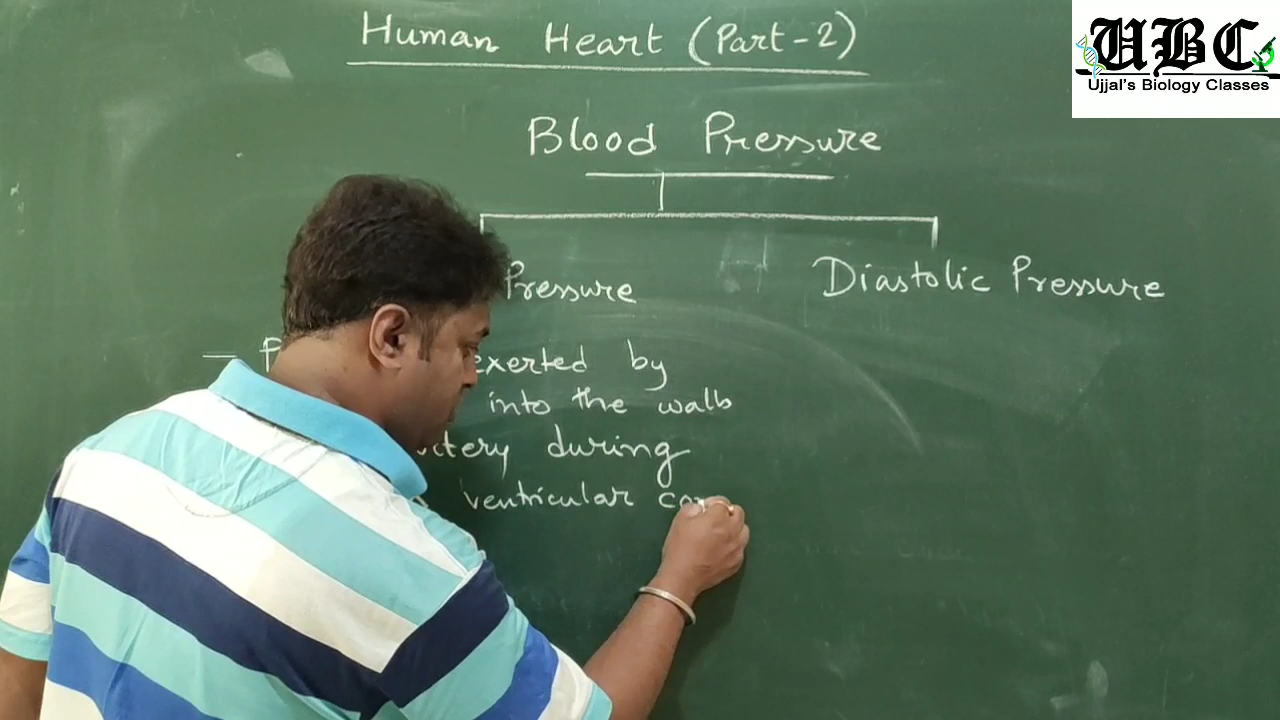 Human Heart (Part-2)
UBC
Ujjal's Biology Classes
Blood Pressure
Pressure
Diastolic Pressure
— exerted by
into the walls
during
ventricular